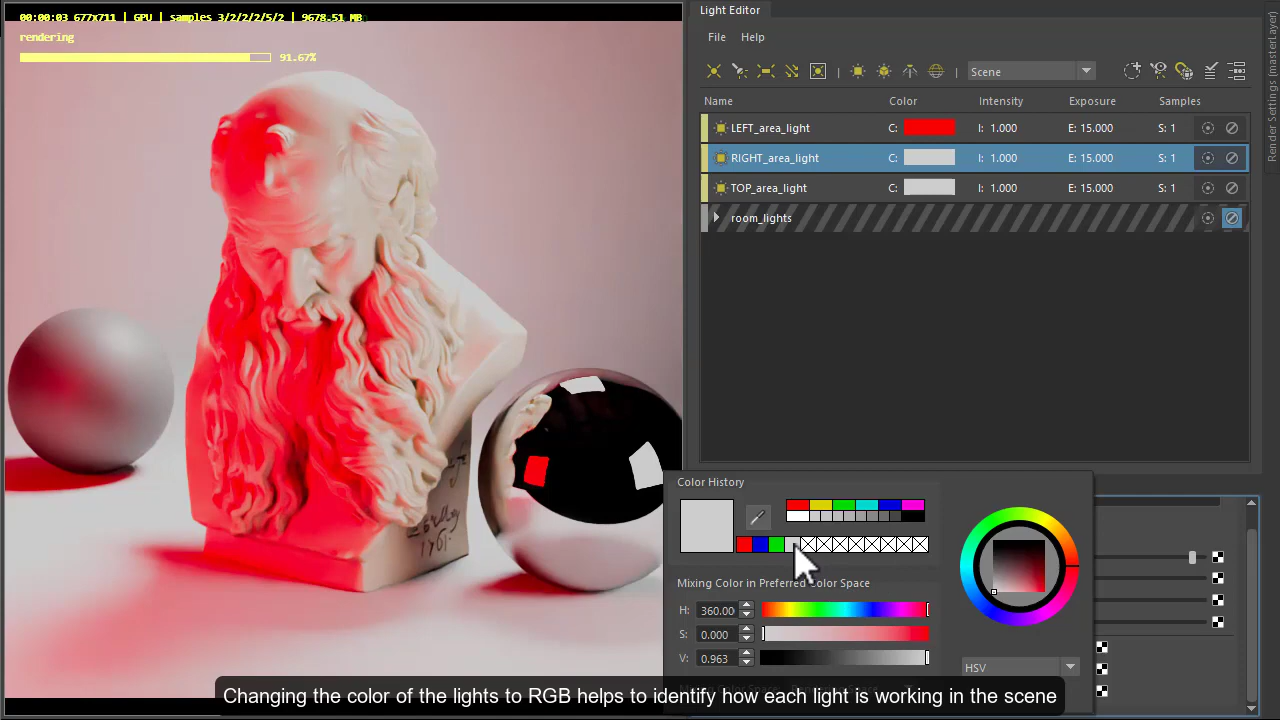 00:00:03 677x711 | GPU | samples 3/2/2/2/5/2 | 9678.51 MB
rendering
91.67%
Light Editor
File Help
Scene
Name Color Intensity Exposure Samples
LEFT_area_light C: I: 1.000 E: 15.000 S: 1
RIGHT_area_light C: I: 1.000 E: 15.000 S: 1
TOP_area_light C: I: 1.000 E: 15.000 S: 1
room_lights
Render Settings (masterLayer)
Color History
Mixing Color in Preferred Color Space
H: 360.00
S: 0.000
V: 0.963
HSV
Changing the color of the lights to RGB helps to identify how each light is working in the scene